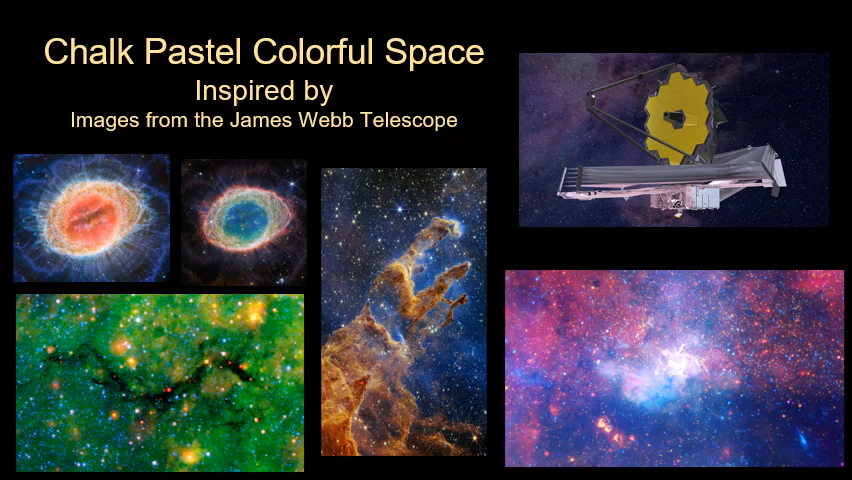 Chalk Pastel Colorful Space
Inspired by
Images from the James Webb Telescope